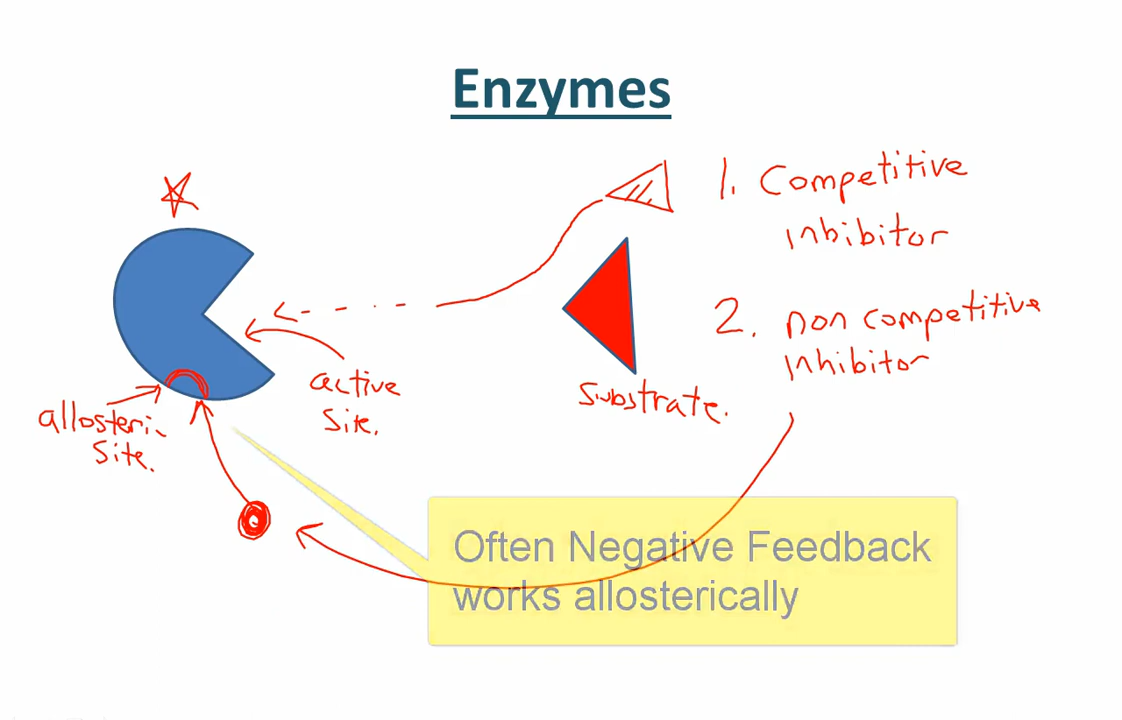 Enzymes
1. Competitive
inhibitor
2. non competitive
inhibitor
active
site.
substrate.
allosteric
site.
Often Negative Feedback
works allosterically